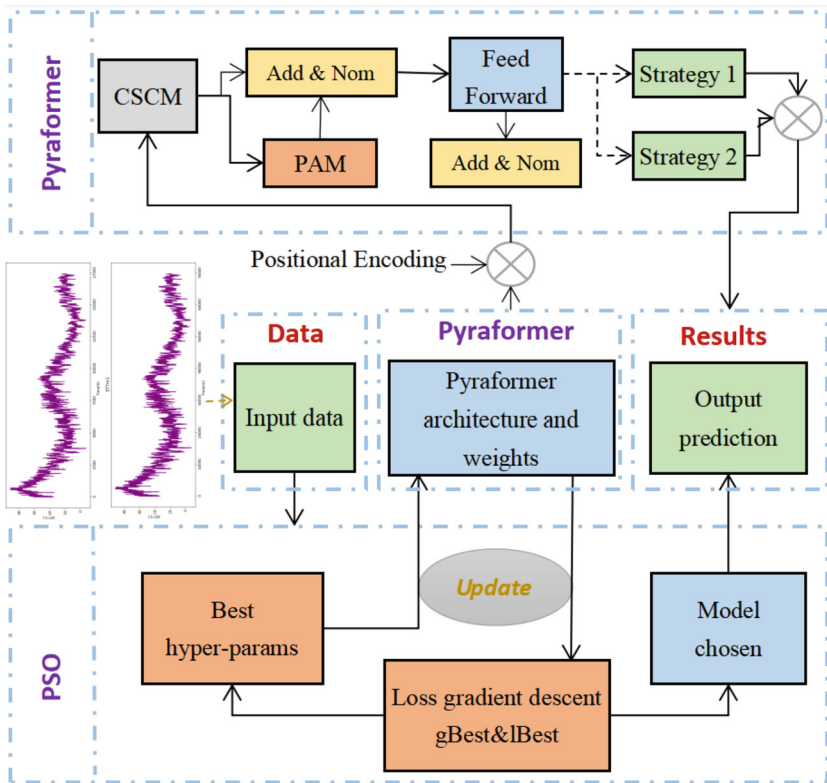 Pyraformer
CSCM
Add & Nom
PAM
Feed
Forward
Add & Nom
Strategy 1
Strategy 2
Positional Encoding
Data
Input data
Pyraformer
Pyraformer
architecture and
weights
Results
Output
prediction
PSO
Best
hyper-params
Update
Loss gradient descent
gBest&lBest
Model
chosen